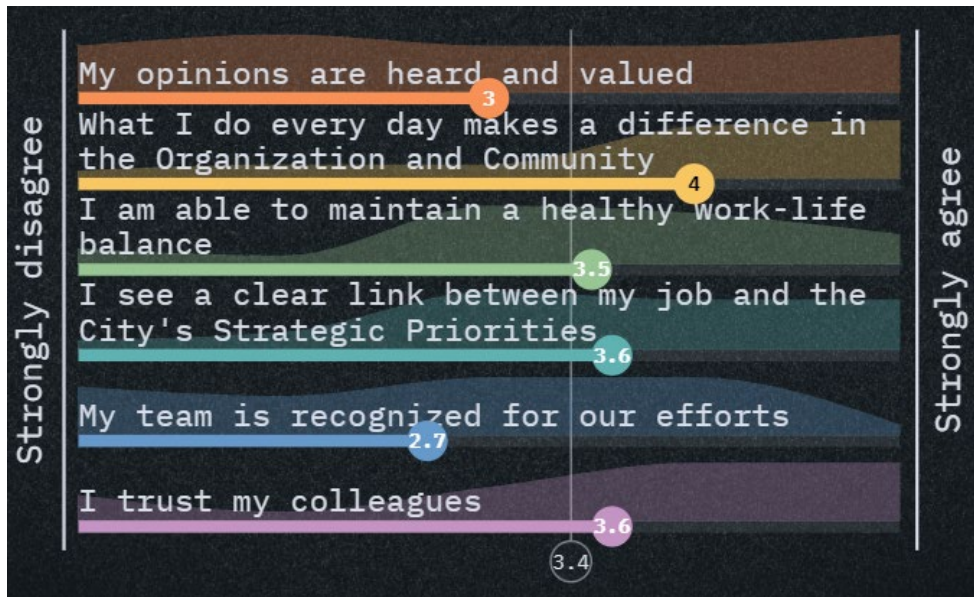 Strongly disagree
My opinions are heard and valued
3
What I do every day makes a difference in
the Organization and Community
4
I am able to maintain a healthy work-life
balance
3.5
I see a clear link between my job and the
City's Strategic Priorities
3.6
My team is recognized for our efforts
2.7
I trust my colleagues
3.6
3.4
Strongly agree